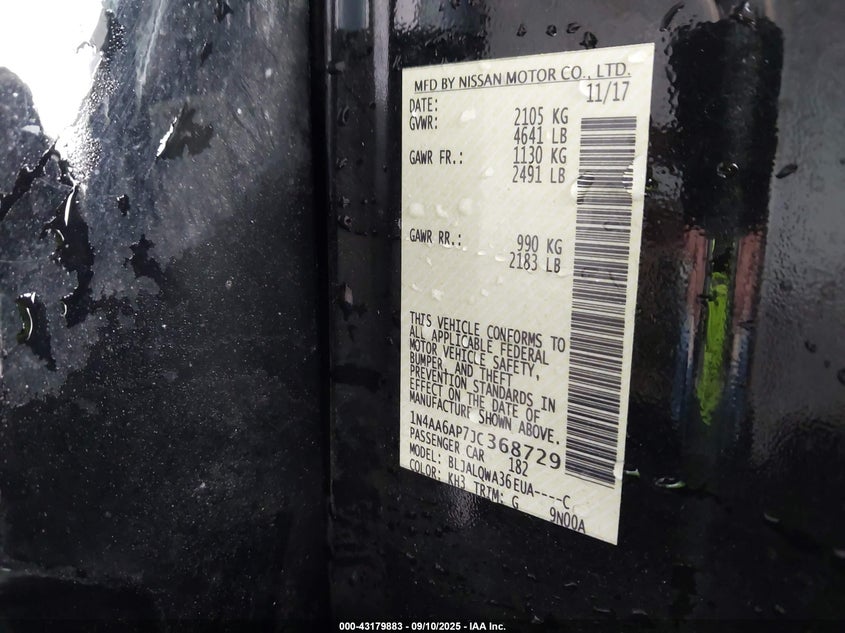 MFD BY NISSAN MOTOR CO., LTD.
DATE: 11/17
GVWR: 2105 KG
4641 LB
GAWR FR.: 1130 KG
2491 LB
GAWR RR.: 990 KG
2183 LB
THIS VEHICLE CONFORMS TO
ALL APPLICABLE FEDERAL
MOTOR VEHICLE SAFETY,
BUMPER, AND THEFT
PREVENTION STANDARDS IN
EFFECT ON THE DATE OF
MANUFACTURE SHOWN ABOVE.
1N4AA6AP7JC368729
PASSENGER CAR 182
MODEL: BLJALQWA36EUA----C
COLOR: KH3 TRIM: G 9N00A
000-43179883 - 09/10/2025 - IAA Inc.